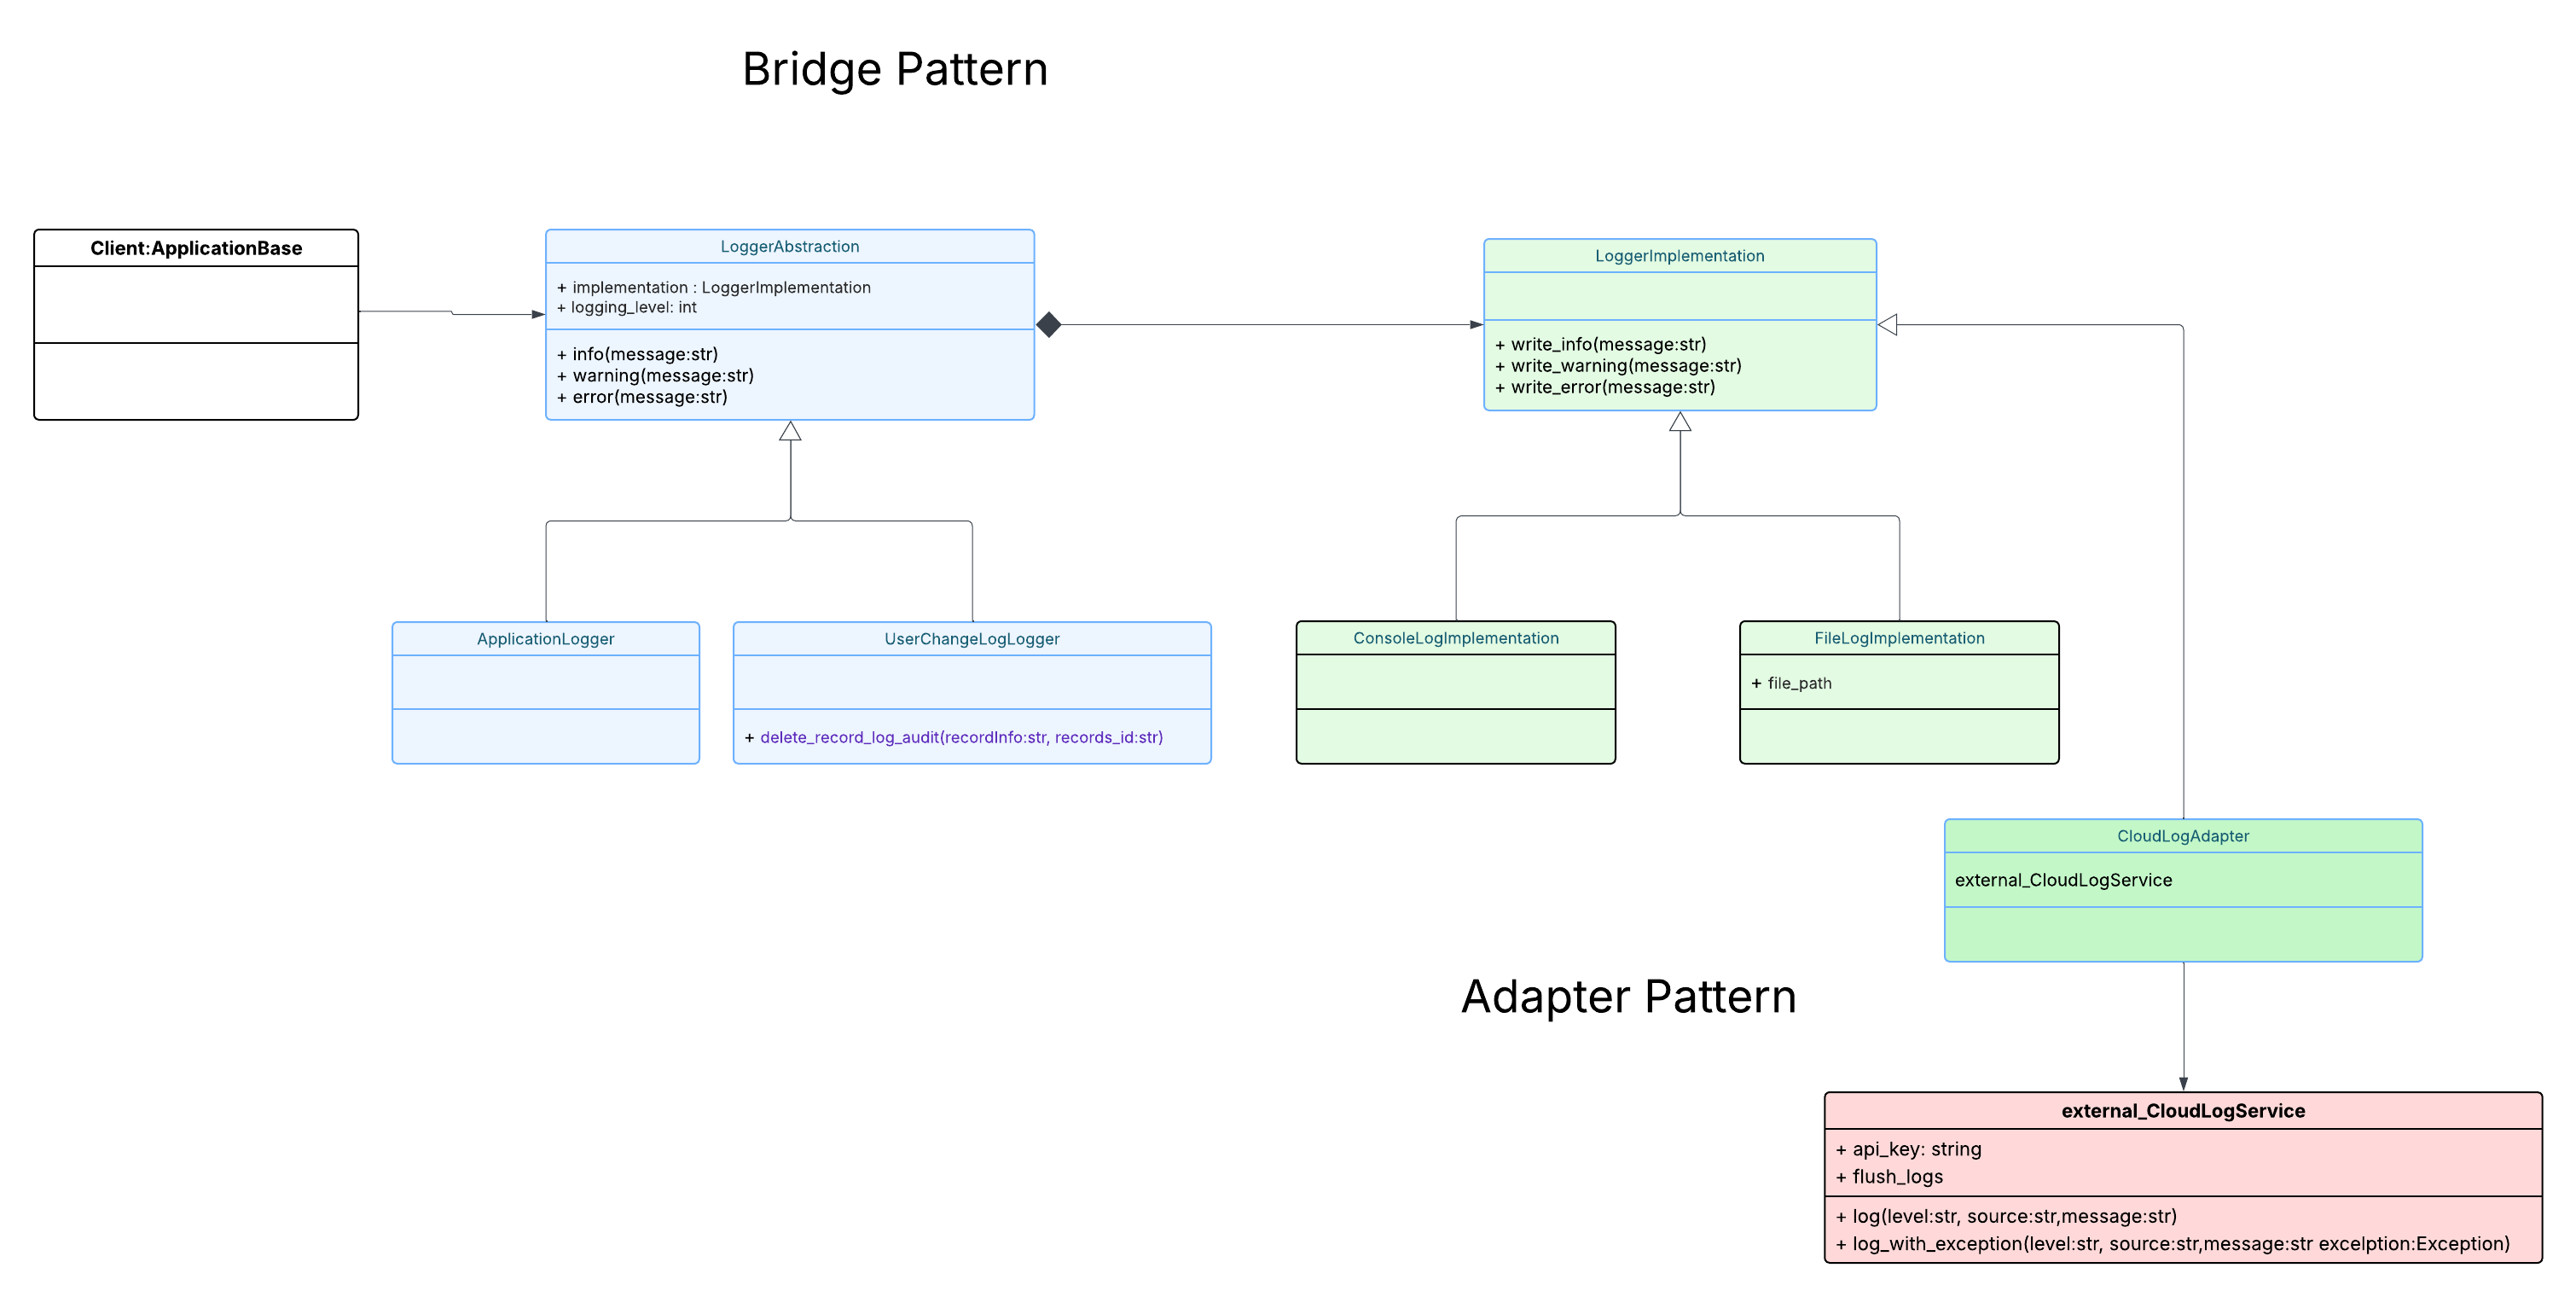 Bridge Pattern
Client:ApplicationBase
LoggerAbstraction
+ implementation : LoggerImplementation
+ logging_level: int
+ info(message:str)
+ warning(message:str)
+ error(message:str)
LoggerImplementation
+ write_info(message:str)
+ write_warning(message:str)
+ write_error(message:str)
ApplicationLogger
UserChangeLogLogger
+ delete_record_log_audit(recordInfo:str, records_id:str)
ConsoleLogImplementation
FileLogImplementation
+ file_path
CloudLogAdapter
external_CloudLogService
Adapter Pattern
external_CloudLogService
+ api_key: string
+ flush_logs
+ log(level:str, source:str,message:str)
+ log_with_exception(level:str, source:str,message:str excelption:Exception)